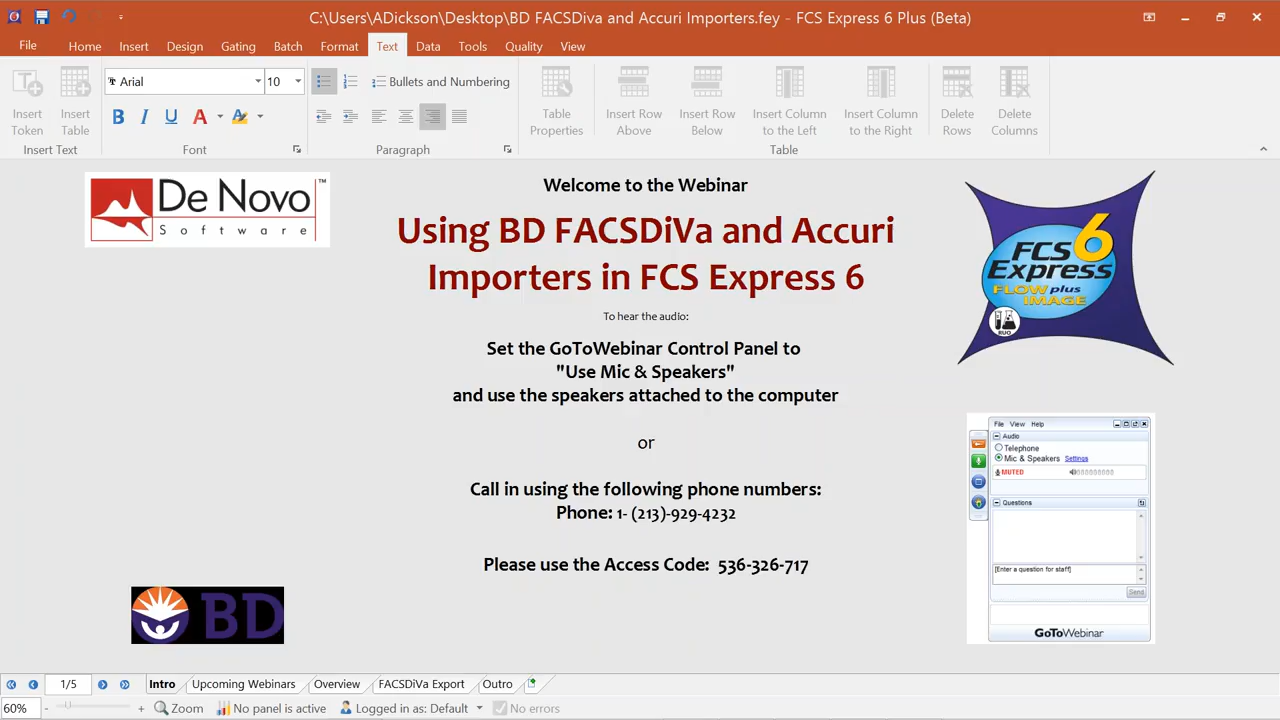 C:\Users\ADickson\Desktop\BD FACSDiva and Accuri Importers.fey - FCS Express 6 Plus (Beta)
File Home Insert Design Gating Batch Format Text Data Tools Quality View
Insert Token
Insert Table
Insert Text
Arial 10
B I U A
Font
Bullets and Numbering
Paragraph
Table Properties
Insert Row Above
Insert Row Below
Insert Column to the Left
Insert Column to the Right
Delete Rows
Delete Columns
Table
De Novo™
Software
Welcome to the Webinar
Using BD FACSDiVa and Accuri
Importers in FCS Express 6
To hear the audio:
Set the GoToWebinar Control Panel to
"Use Mic & Speakers"
and use the speakers attached to the computer
or
Call in using the following phone numbers:
Phone: 1- (213)-929-4232
Please use the Access Code: 536-326-717
FCS 6
Express
FLOW plus
IMAGE
RUO
File View Help
Audio
Telephone
Mic & Speakers Settings
MUTED
Questions
[Enter a question for staff]
Send
GoToWebinar
BD
1/5 Intro Upcoming Webinars Overview FACSDiVa Export Outro
60% - + Zoom No panel is active Logged in as: Default No errors